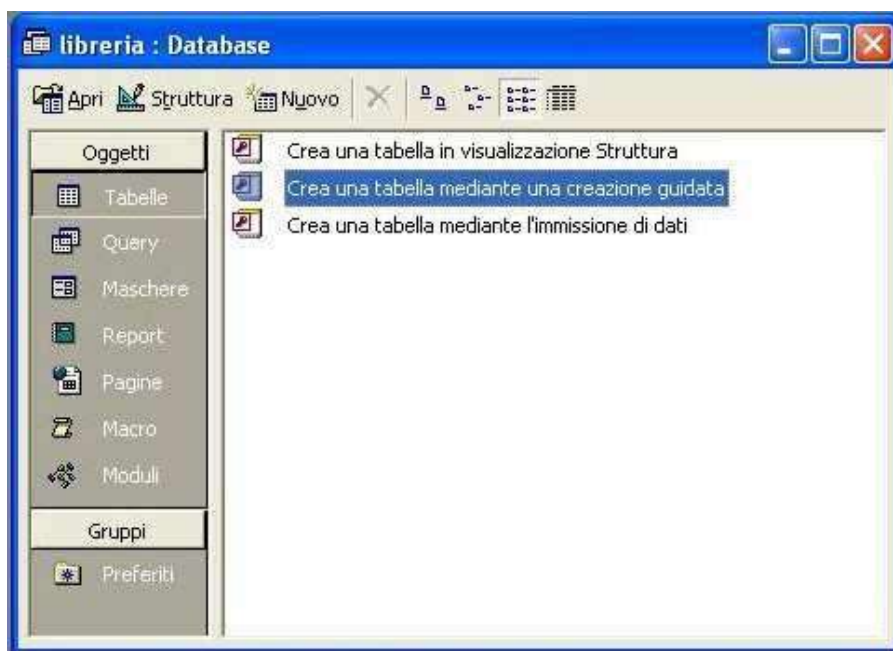 libreria : Database
Apri Struttura Nuovo
Oggetti
Tabelle
Query
Maschere
Report
Pagine
Macro
Moduli
Gruppi
Preferiti
Crea una tabella in visualizzazione Struttura
Crea una tabella mediante una creazione guidata
Crea una tabella mediante l'immissione di dati